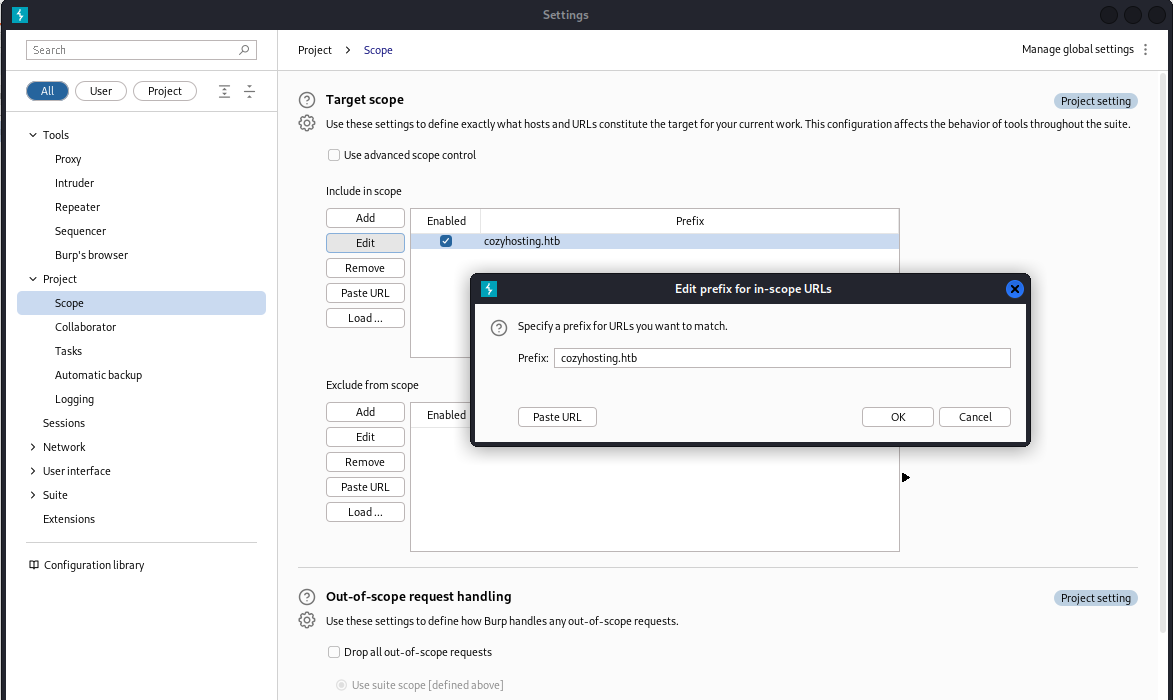 Settings
Search
Project > Scope
Manage global settings
All
User
Project
Target scope
Project setting
Use these settings to define exactly what hosts and URLs constitute the target for your current work. This configuration affects the behavior of tools throughout the suite.
Use advanced scope control
Include in scope
Add
Edit
Remove
Paste URL
Load ...
Enabled
Prefix
cozyhosting.htb
Edit prefix for in-scope URLs
Specify a prefix for URLs you want to match.
Prefix: cozyhosting.htb
Paste URL
OK
Cancel
Exclude from scope
Add
Edit
Remove
Paste URL
Load ...
Enabled
Out-of-scope request handling
Project setting
Use these settings to define how Burp handles any out-of-scope requests.
Drop all out-of-scope requests
Use suite scope [defined above]
Tools
Proxy
Intruder
Repeater
Sequencer
Burp's browser
Project
Scope
Collaborator
Tasks
Automatic backup
Logging
Sessions
Network
User interface
Suite
Extensions
Configuration library